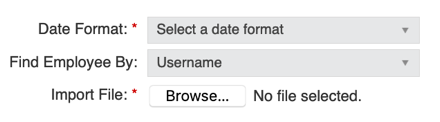 Date Format: * Select a date format
Find Employee By: Username
Import File: * Browse... No file selected.